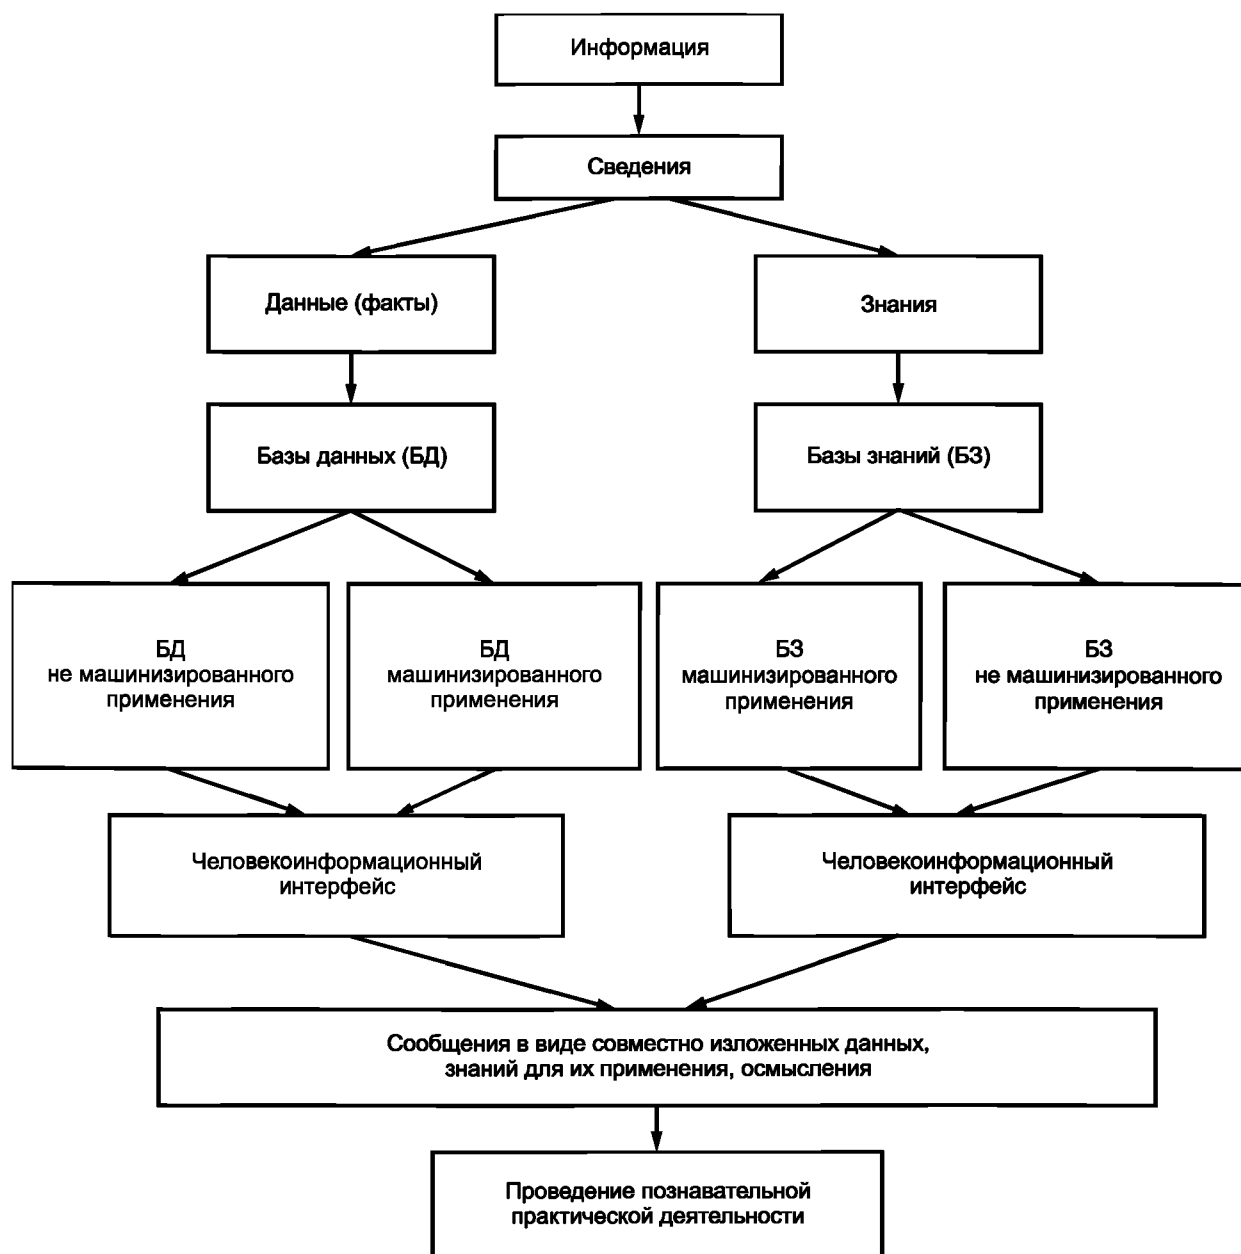 Информация
Сведения
Данные (факты)
Знания
Базы данных (БД)
Базы знаний (БЗ)
БД
не машинизированного
применения
БД
машинизированного
применения
БЗ
машинизированного
применения
БЗ
не машинизированного
применения
Человекоинформационный
интерфейс
Человекоинформационный
интерфейс
Сообщения в виде совместно изложенных данных,
знаний для их применения, осмысления
Проведение познавательной
практической деятельности